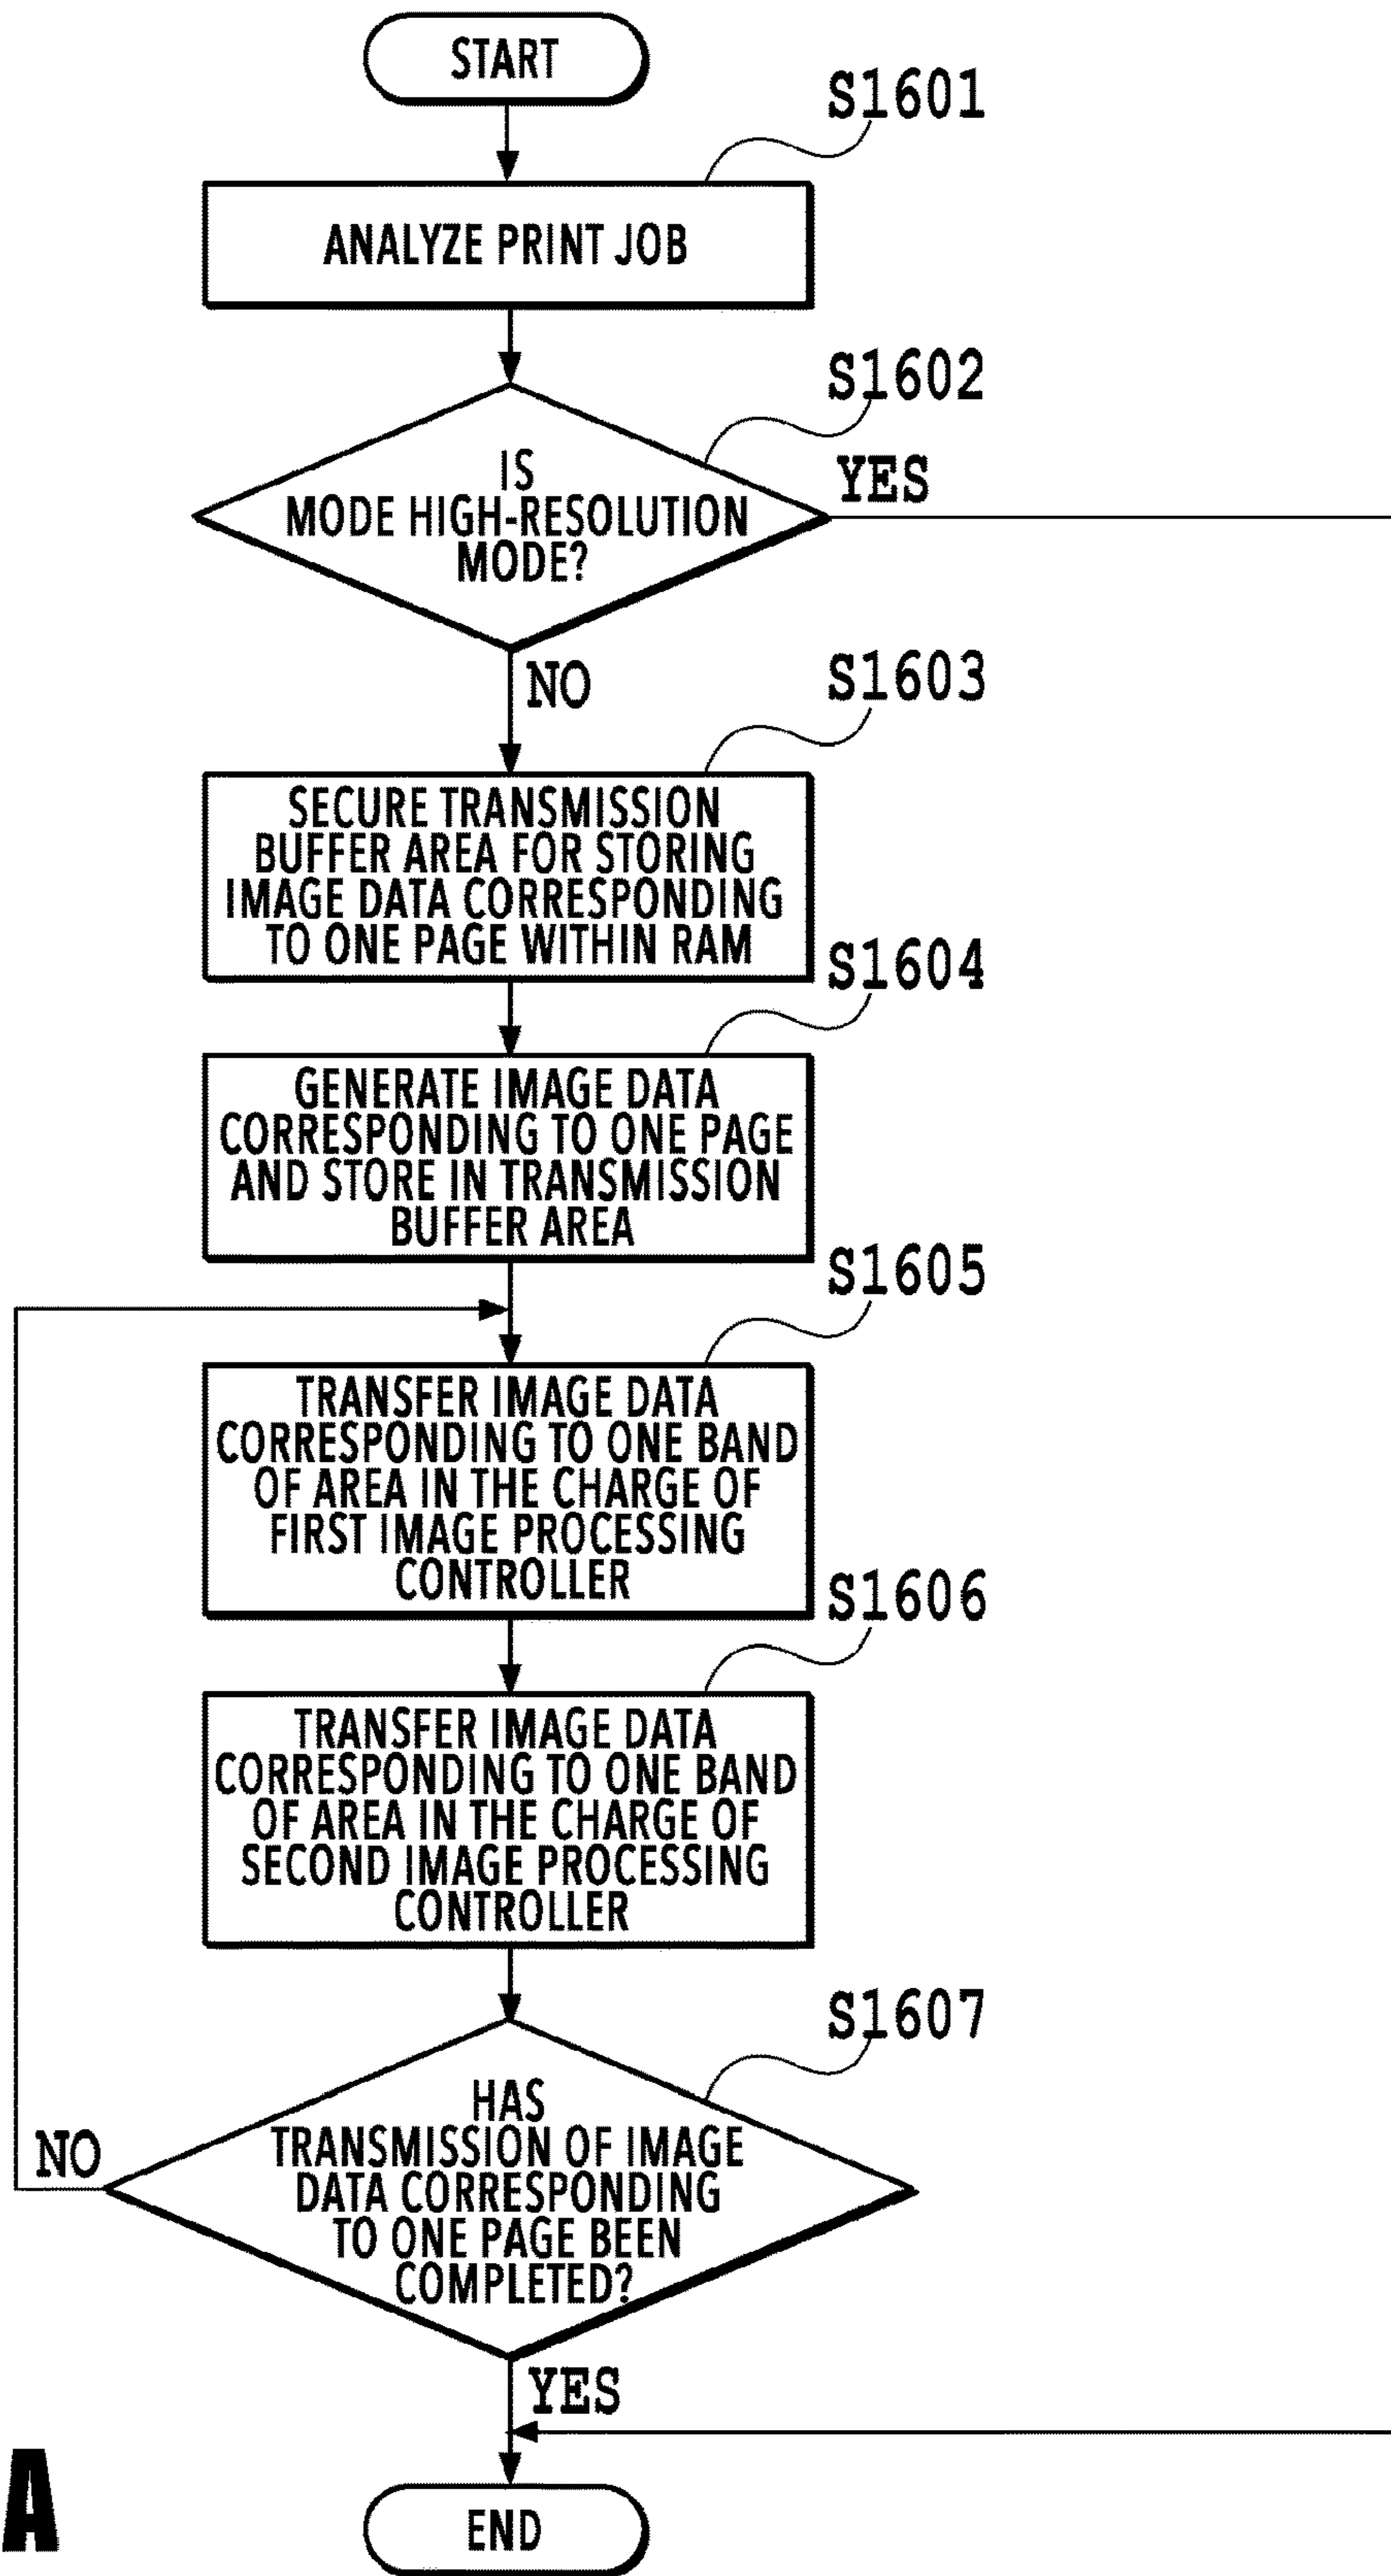 START
S1601
ANALYZE PRINT JOB
S1602
IS
MODE HIGH-RESOLUTION
MODE?
YES
NO
S1603
SECURE TRANSMISSION
BUFFER AREA FOR STORING
IMAGE DATA CORRESPONDING
TO ONE PAGE WITHIN RAM
S1604
GENERATE IMAGE DATA
CORRESPONDING TO ONE PAGE
AND STORE IN TRANSMISSION
BUFFER AREA
S1605
TRANSFER IMAGE DATA
CORRESPONDING TO ONE BAND
OF AREA IN THE CHARGE OF
FIRST IMAGE PROCESSING
CONTROLLER
S1606
TRANSFER IMAGE DATA
CORRESPONDING TO ONE BAND
OF AREA IN THE CHARGE OF
SECOND IMAGE PROCESSING
CONTROLLER
S1607
HAS
TRANSMISSION OF IMAGE
DATA CORRESPONDING
TO ONE PAGE BEEN
COMPLETED?
NO
YES
END
A